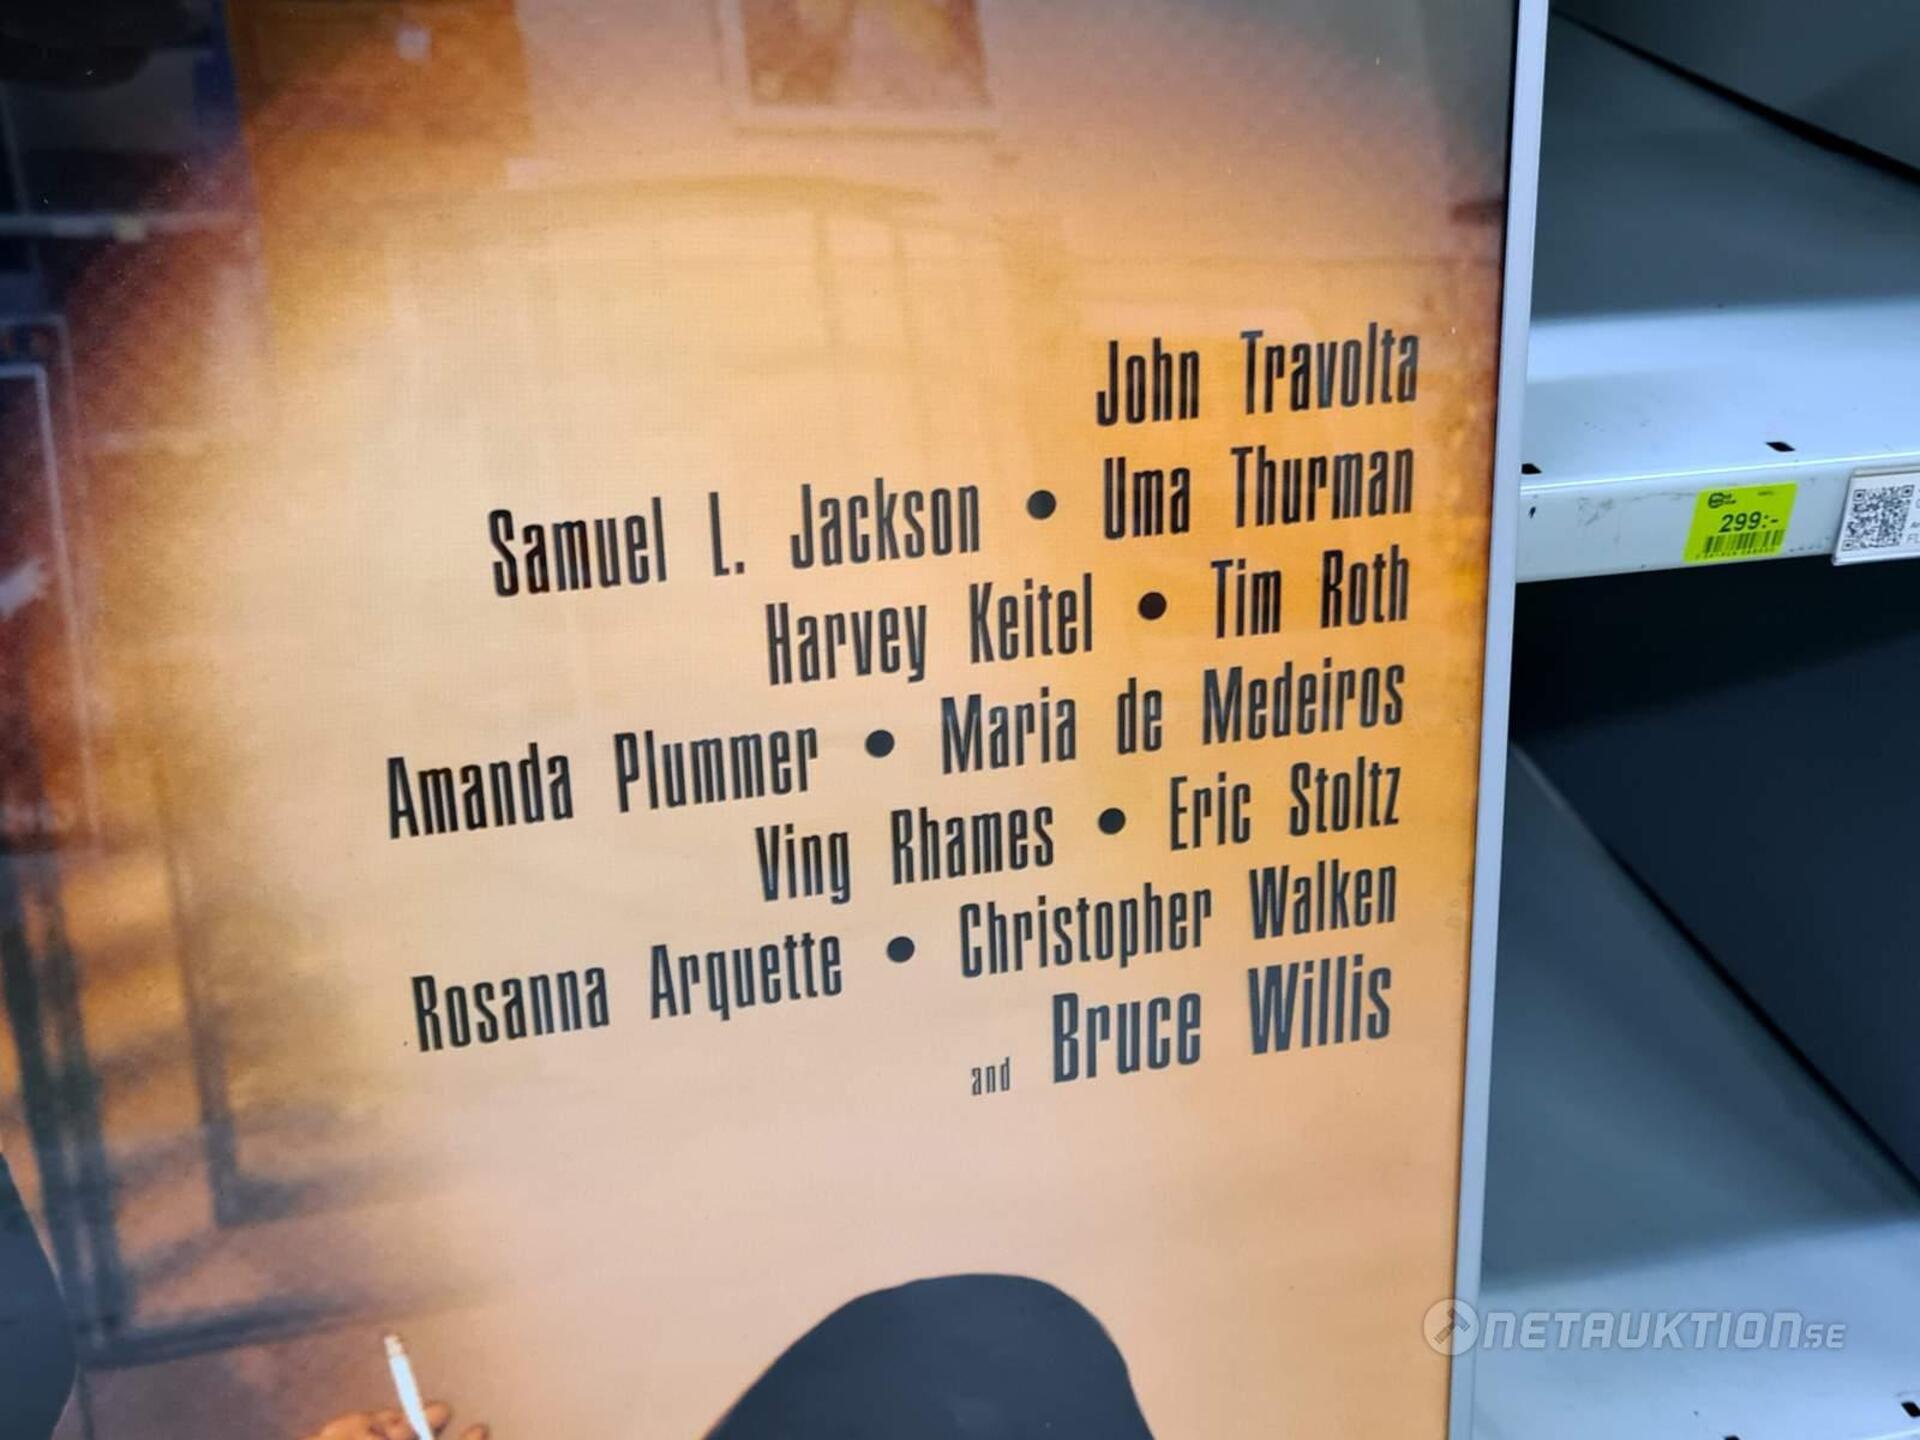 John Travolta
Samuel L. Jackson • Uma Thurman
Harvey Keitel • Tim Roth
Amanda Plummer • Maria de Medeiros
Ving Rhames • Eric Stoltz
Rosanna Arquette • Christopher Walken
and Bruce Willis
299:-
NETAUKTION.SE